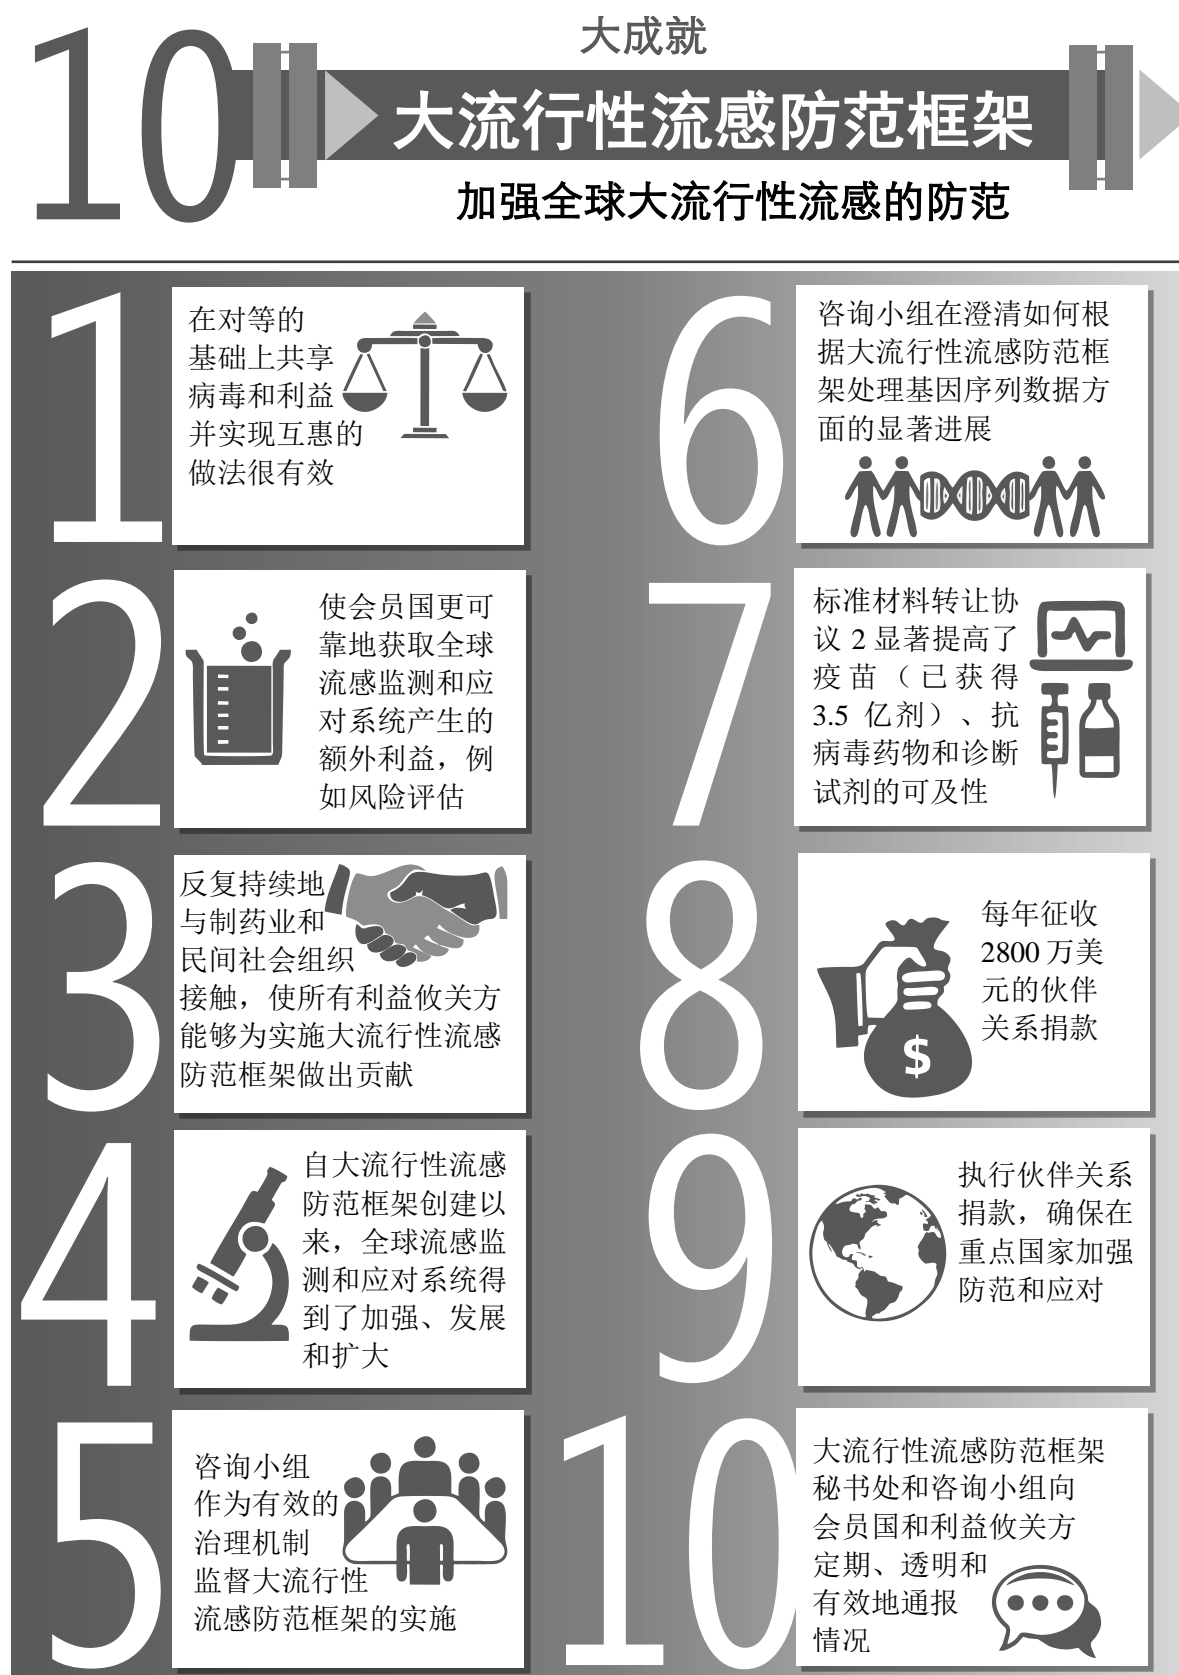 10
大成就
大流行性流感防范框架
加强全球大流行性流感的防范
1
在对等的
基础上共享
病毒和利益
并实现互惠的
做法很有效
2
使会员国更可
靠地获取全球
流感监测和应
对系统产生的
额外利益，例
如风险评估
3
反复持续地
与制药业和
民间社会组织
接触，使所有利益攸关方
能够为实施大流行性流感
防范框架做出贡献
4
自大流行性流感
防范框架创建以
来，全球流感监
测和应对系统得
到了加强、发展
和扩大
5
咨询小组
作为有效的
治理机制
监督大流行性
流感防范框架的实施
6
咨询小组在澄清如何根
据大流行性流感防范框
架处理基因序列数据方
面的显著进展
7
标准材料转让协
议 2 显著提高了
疫苗（已获得
3.5 亿剂）、抗
病毒药物和诊断
试剂的可及性
8
每年征收
2800 万美
元的伙伴
关系捐款
$
9
执行伙伴关系
捐款，确保在
重点国家加强
防范和应对
10
大流行性流感防范框架
秘书处和咨询小组向
会员国和利益攸关方
定期、透明和
有效地通报
情况